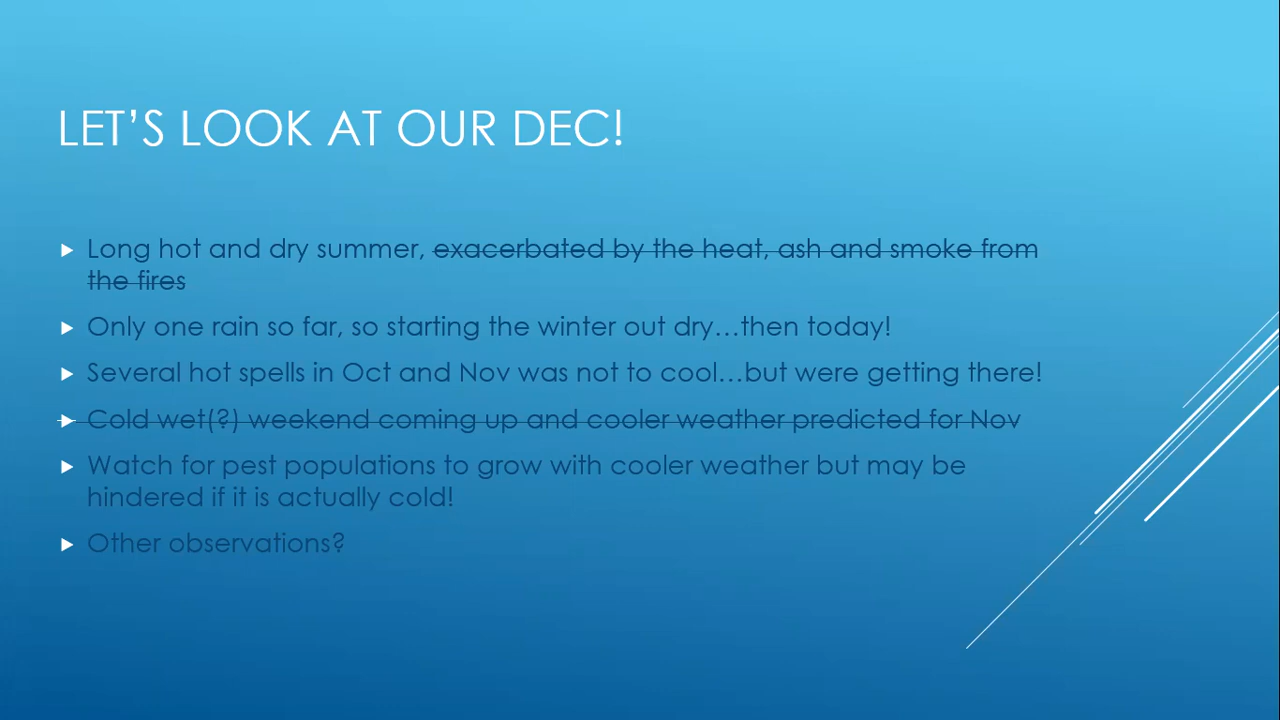 LET’S LOOK AT OUR DEC!
Long hot and dry summer, exacerbated by the heat, ash and smoke from
the fires
Only one rain so far, so starting the winter out dry…then today!
Several hot spells in Oct and Nov was not to cool…but were getting there!
Cold wet(?) weekend coming up and cooler weather predicted for Nov
Watch for pest populations to grow with cooler weather but may be
hindered if it is actually cold!
Other observations?